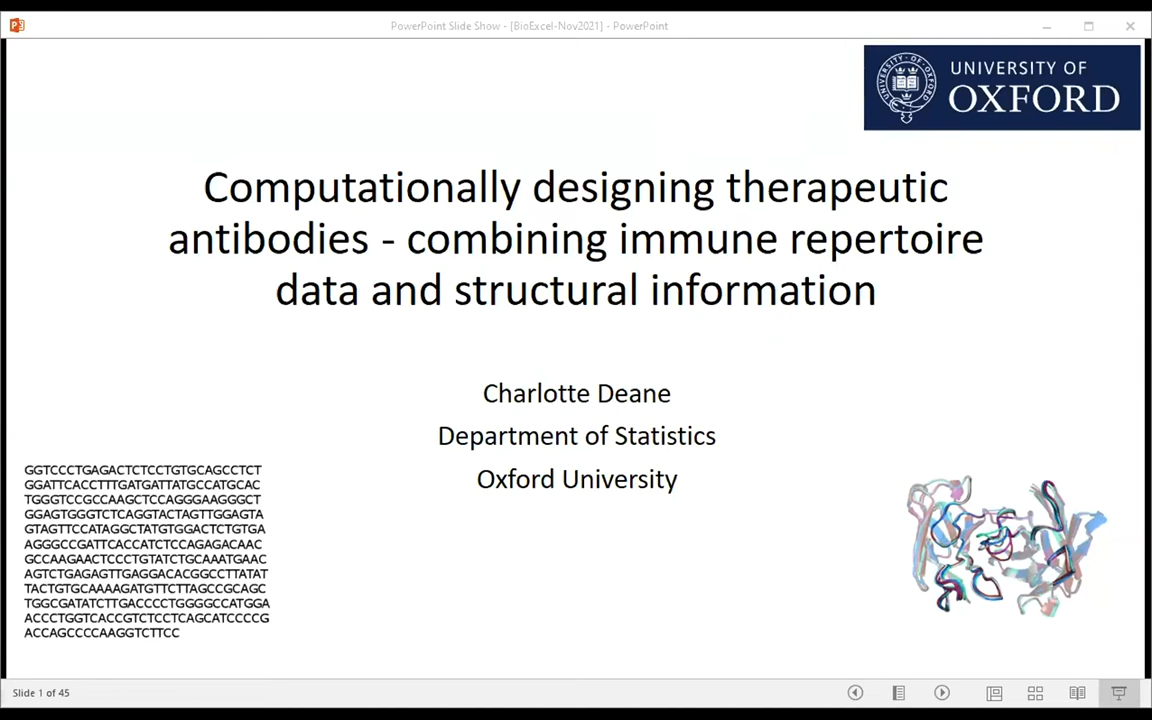 PowerPoint Slide Show - [BioExcel-Nov2021] - PowerPoint
UNIVERSITY OF
OXFORD
Computationally designing therapeutic
antibodies - combining immune repertoire
data and structural information
Charlotte Deane
Department of Statistics
Oxford University
GGTCCCTGAGACTCTCCTGTGCAGCCTCT
GGATTCACCTTTGATGATTATGCCATGCAC
TGGGTCCGCCAAGCTCCAGGGAAGGGCT
GGAGTGGGTCTCAGGTACTAGTTGGAGTA
GTAGTTCCATAGGCTATGTGGACTCTGTGA
AGGGCCGATTCACCATCTCCAGAGACAAC
GCCAAGAACTCCCTGTATCTGCAAATGAAC
AGTCTGAGAGTTGAGGACACGGCCTTATAT
TACTGTGCAAAAGATGTTCTTAGCCGCAGC
TGGCGATATCTTGACCCCTGGGGCCATGGA
ACCCTGGTCACCGTCTCCTCAGCATCCCCG
ACCAGCCCCAAGGTCTTCC
Slide 1 of 45